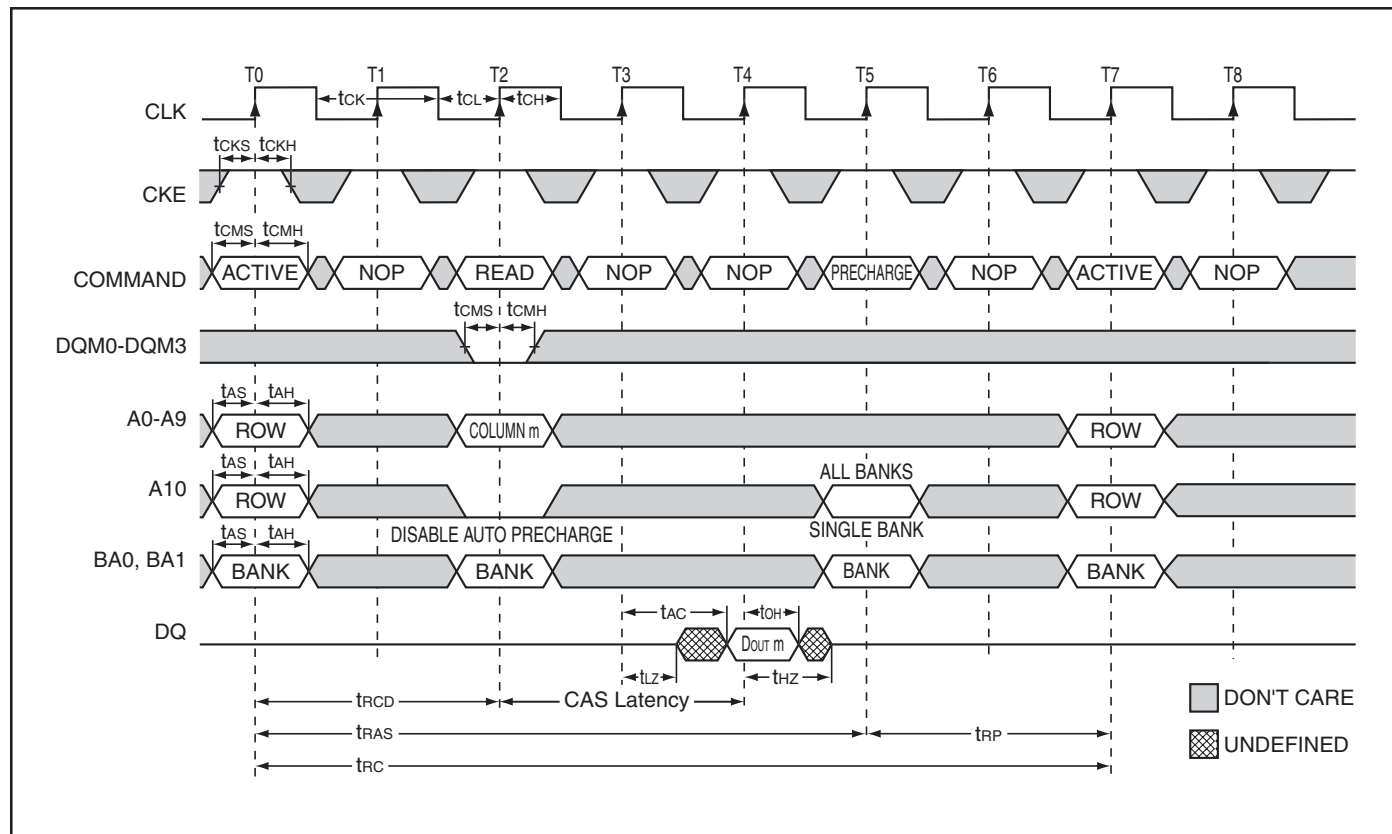 T0 T1 T2 T3 T4 T5 T6 T7 T8
CLK
tCK tCL tCH
tCKS tCKH
CKE
tCMS tCMH
COMMAND
ACTIVE NOP READ NOP NOP PRECHARGE NOP ACTIVE NOP
tCMS tCMH
DQM0-DQM3
tAS tAH
A0-A9
ROW COLUMN m ROW
tAS tAH
ALL BANKS
A10
ROW ROW
DISABLE AUTO PRECHARGE
SINGLE BANK
tAS tAH
BA0, BA1
BANK BANK BANK BANK
tAC tOH
DQ
DOUT m
tLZ tHZ
tRCD CAS Latency
DON'T CARE
tRAS tRP
UNDEFINED
tRC